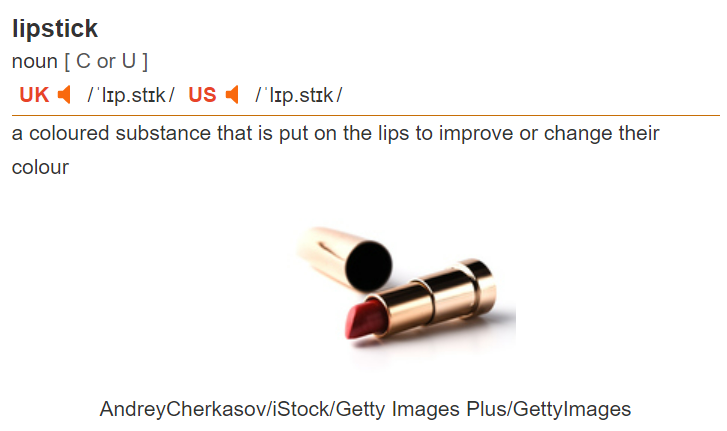 lipstick
noun [ C or U ]
UK /ˈlɪp.stɪk/ US /ˈlɪp.stɪk/
a coloured substance that is put on the lips to improve or change their
colour
AndreyCherkasov/iStock/Getty Images Plus/GettyImages